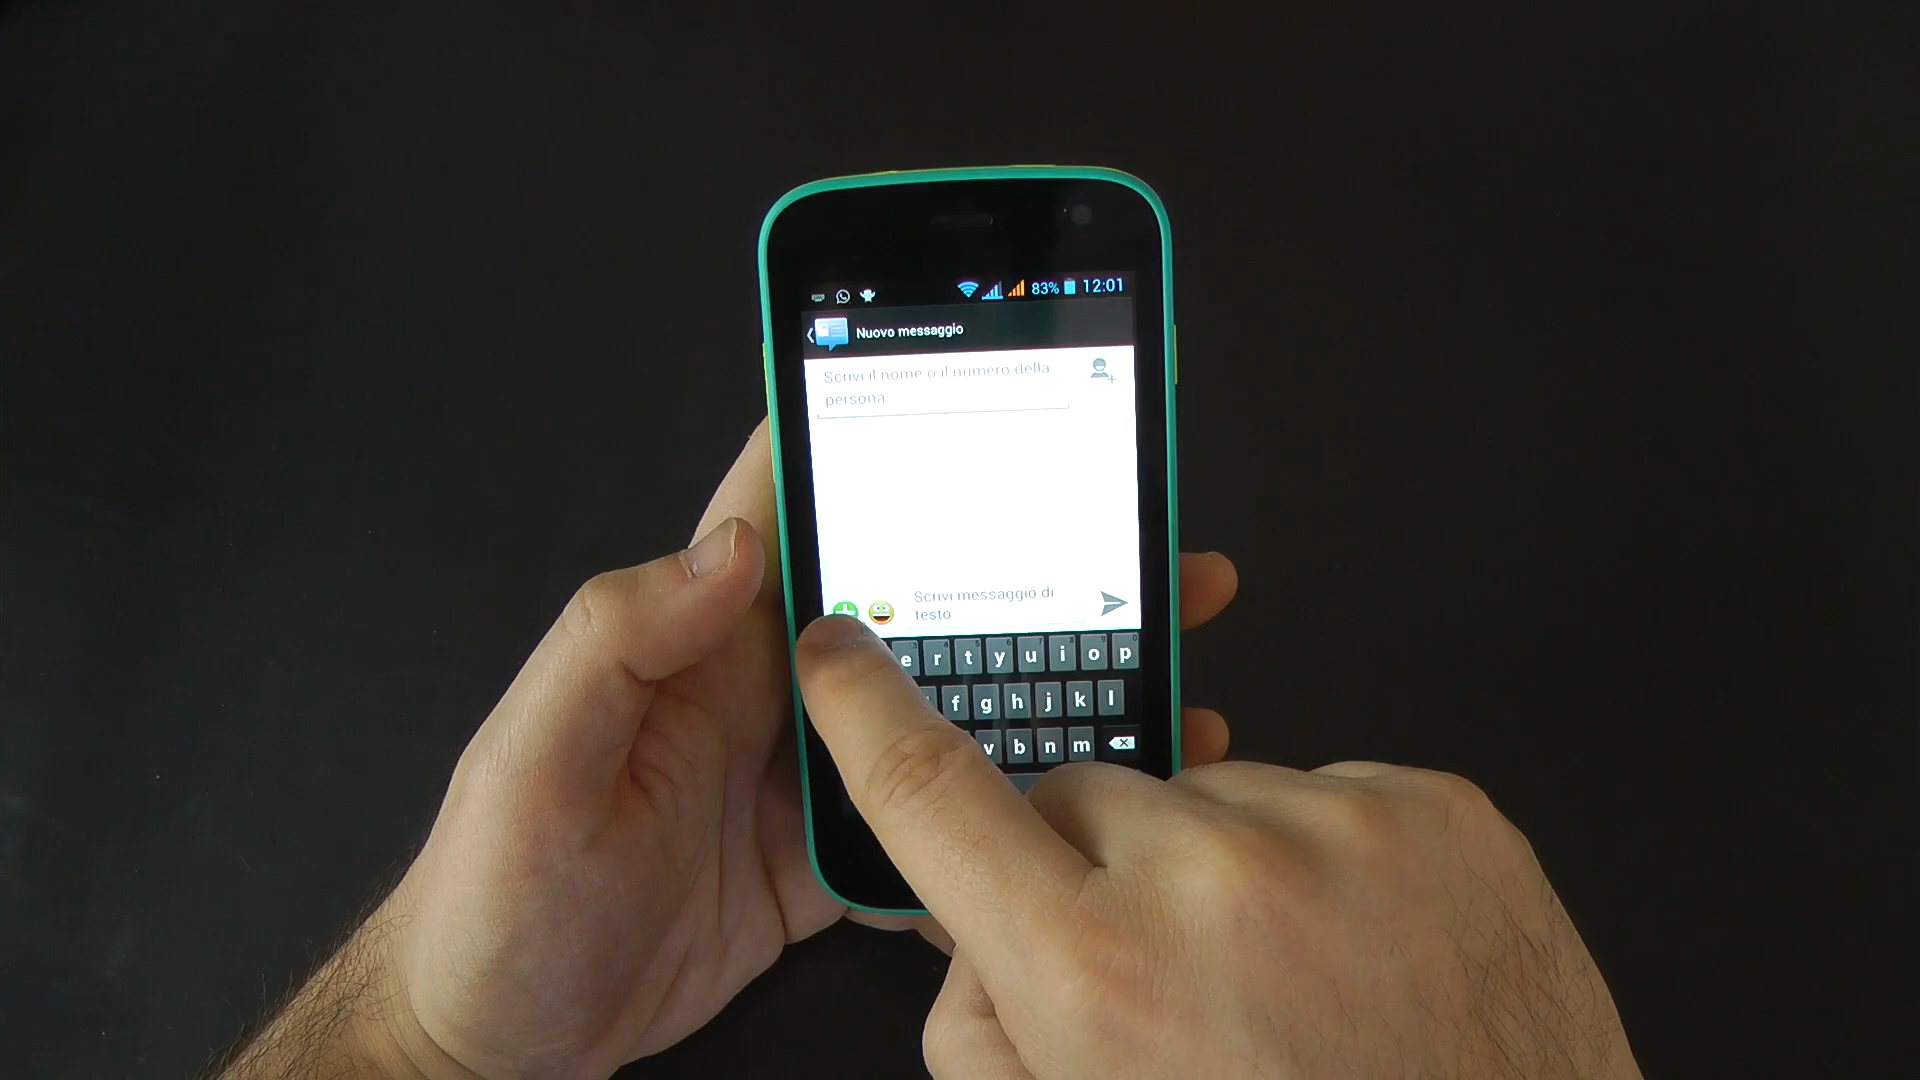 83% 12:01
Nuovo messaggio
Scrivi il nome o il numero della
persona
Scrivi messaggio di
testo
e r t y u i o p
f g h j k l
v b n m